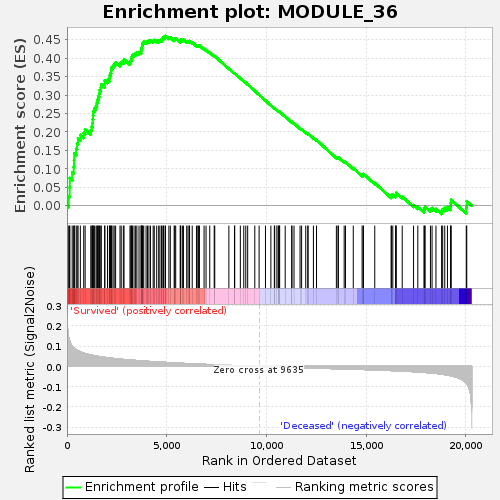 Enrichment plot: MODULE_36
Enrichment score (ES)
0.45
0.40
0.35
0.30
0.25
0.20
0.15
0.10
0.05
0.00
Ranked list metric (Signal2Noise)
0.3
0.2
0.1
0.0
-0.1
-0.2
-0.3
'Survived' (positively correlated)
Zero cross at 9635
'Deceased' (negatively correlated)
0
5,000
10,000
15,000
20,000
Rank in Ordered Dataset
Enrichment profile
Hits
Ranking metric scores